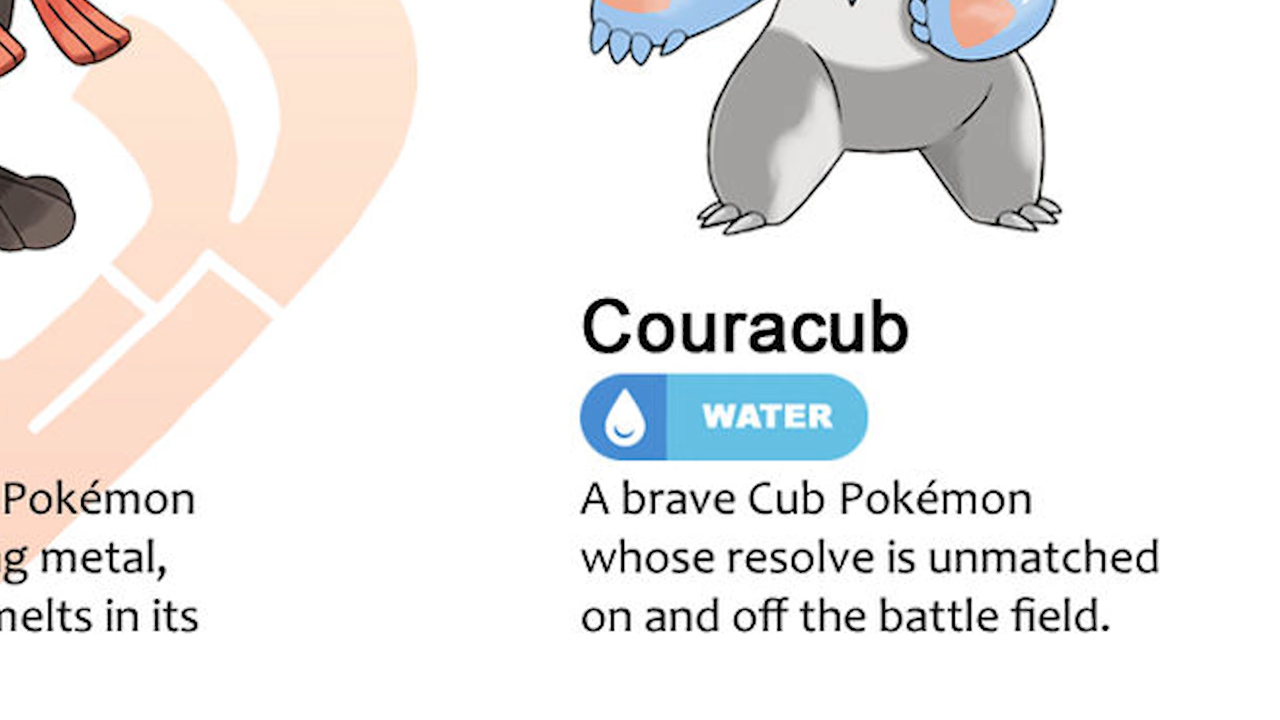 Couracub
WATER
A brave Cub Pokémon
whose resolve is unmatched
on and off the battle field.
Pokémon
metal,
in its